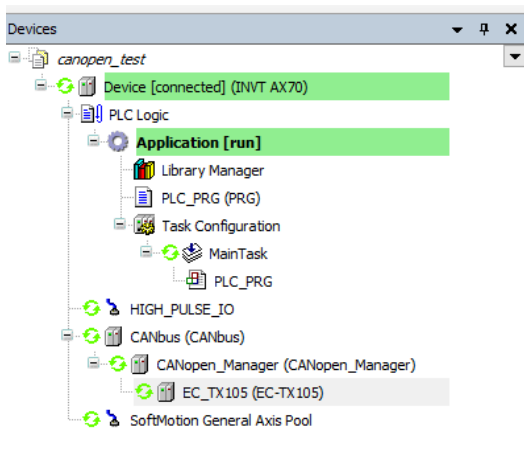 Devices
canopen_test
Device [connected] (INVT AX70)
PLC Logic
Application [run]
Library Manager
PLC_PRG (PRG)
Task Configuration
MainTask
PLC_PRG
HIGH_PULSE_IO
CANbus (CANbus)
CANopen_Manager (CANopen_Manager)
EC_TX105 (EC-TX105)
SoftMotion General Axis Pool